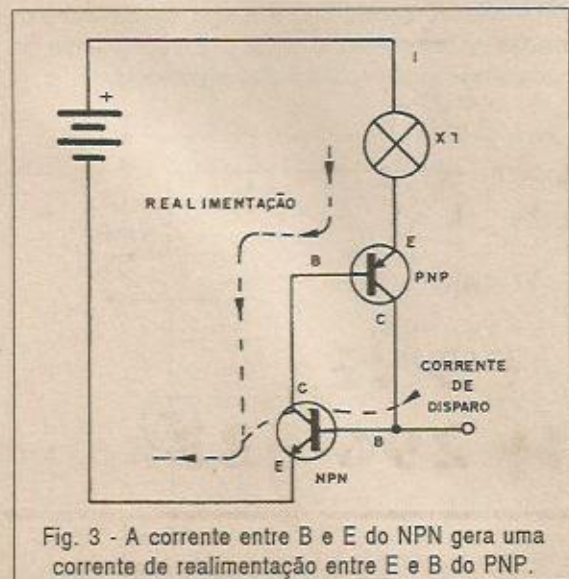 +
I
X1
REALIMENTAÇÃO
E
B
PNP
C
CORRENTE
DE
DISPARO
C
B
E
NPN
Fig. 3 - A corrente entre B e E do NPN gera uma
corrente de realimentação entre E e B do PNP.